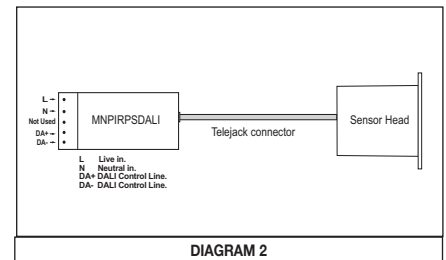 L
N
Not Used
DA+
DA-
MNPIRPSDALI
Telejack connector
Sensor Head
L Live in.
N Neutral in.
DA+ DALI Control Line.
DA- DALI Control Line.
DIAGRAM 2